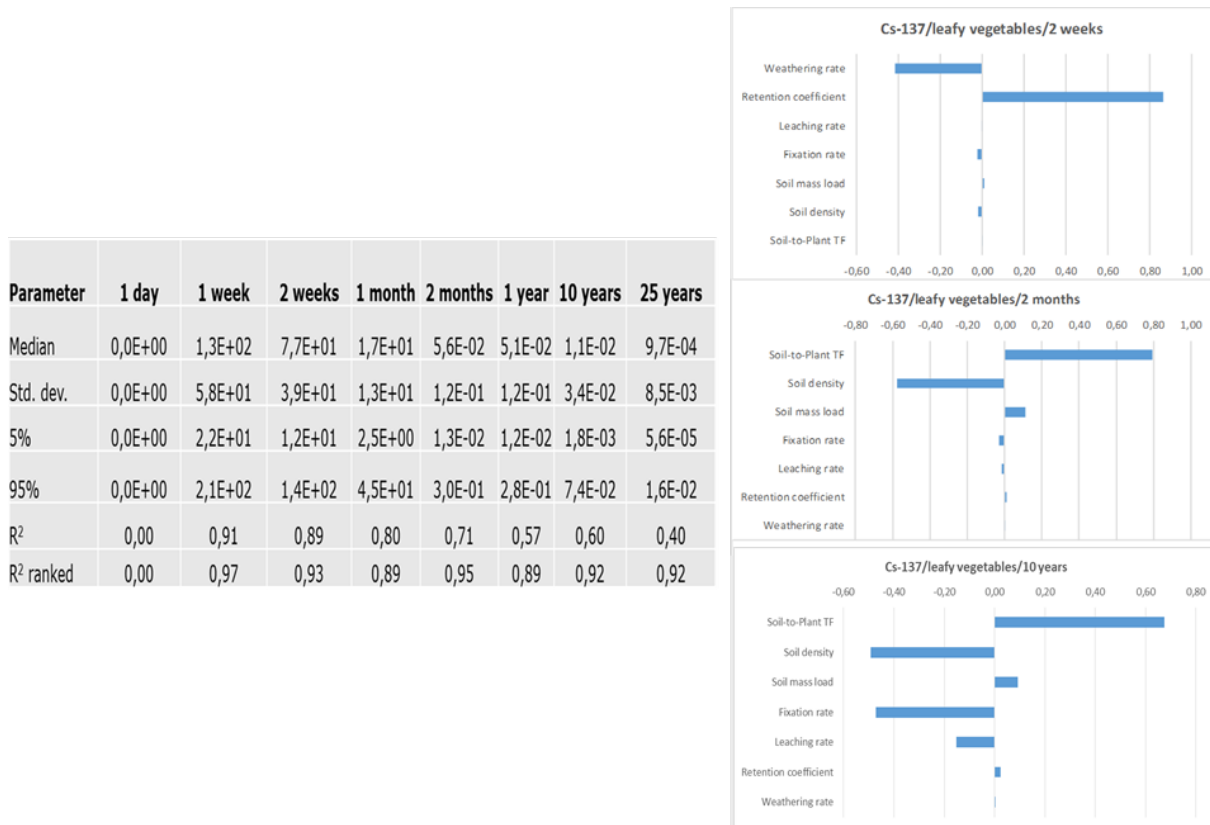 Parameter 1 day 1 week 2 weeks 1 month 2 months 1 year 10 years 25 years
Median 0,0E+00 1,3E+02 7,7E+01 1,7E+01 5,6E-02 5,1E-02 1,1E-02 9,7E-04
Std. dev. 0,0E+00 5,8E+01 3,9E+01 1,3E+01 1,2E-01 1,2E-01 3,4E-02 8,5E-03
5% 0,0E+00 2,2E+01 1,2E+01 2,5E+00 1,3E-02 1,2E-02 1,8E-03 5,6E-05
95% 0,0E+00 2,1E+02 1,4E+02 4,5E+01 3,0E-01 2,8E-01 7,4E-02 1,6E-02
R² 0,00 0,91 0,89 0,80 0,71 0,57 0,60 0,40
R² ranked 0,00 0,97 0,93 0,89 0,95 0,89 0,92 0,92
Cs-137/leafy vegetables/2 weeks
Weathering rate
Retention coefficient
Leaching rate
Fixation rate
Soil mass load
Soil density
Soil-to-Plant TF
-0,60 -0,40 -0,20 0,00 0,20 0,40 0,60 0,80 1,00
Cs-137/leafy vegetables/2 months
-0,80 -0,60 -0,40 -0,20 0,00 0,20 0,40 0,60 0,80 1,00
Soil-to-Plant TF
Soil density
Soil mass load
Fixation rate
Leaching rate
Retention coefficient
Weathering rate
Cs-137/leafy vegetables/10 years
-0,60 -0,40 -0,20 0,00 0,20 0,40 0,60 0,80
Soil-to-Plant TF
Soil density
Soil mass load
Fixation rate
Leaching rate
Retention coefficient
Weathering rate